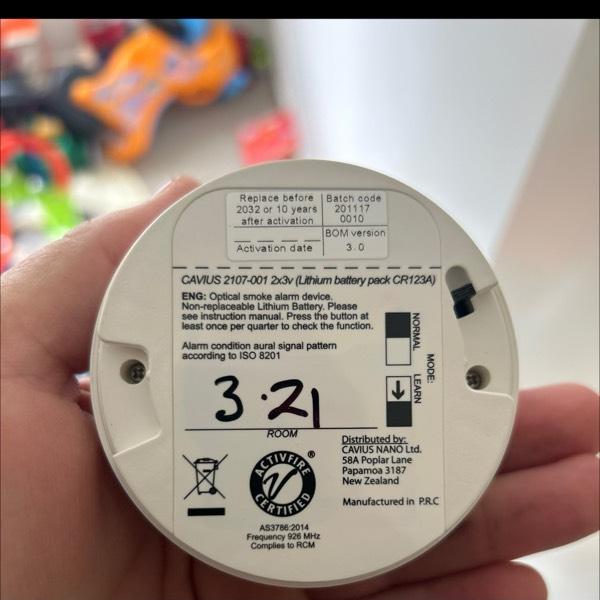 Replace before
2032 or 10 years
after activation
Activation date
Batch code
201117
0010
BOM version
3.0
CAVIUS 2107-001 2x3v (Lithium battery pack CR123A)
ENG: Optical smoke alarm device.
Non-replaceable Lithium Battery. Please
see instruction manual. Press the button at
least once per quarter to check the function.
Alarm condition aural signal pattern
according to ISO 8201
MODE:
NORMAL
LEARN
3.21
ROOM
ACTIVFIRE ®
CERTIFIED
AS3786:2014
Frequency 926 MHz
Complies to RCM
Distributed by:
CAVIUS NANO Ltd.
58A Poplar Lane
Papamoa 3187
New Zealand
Manufactured in P.R.C